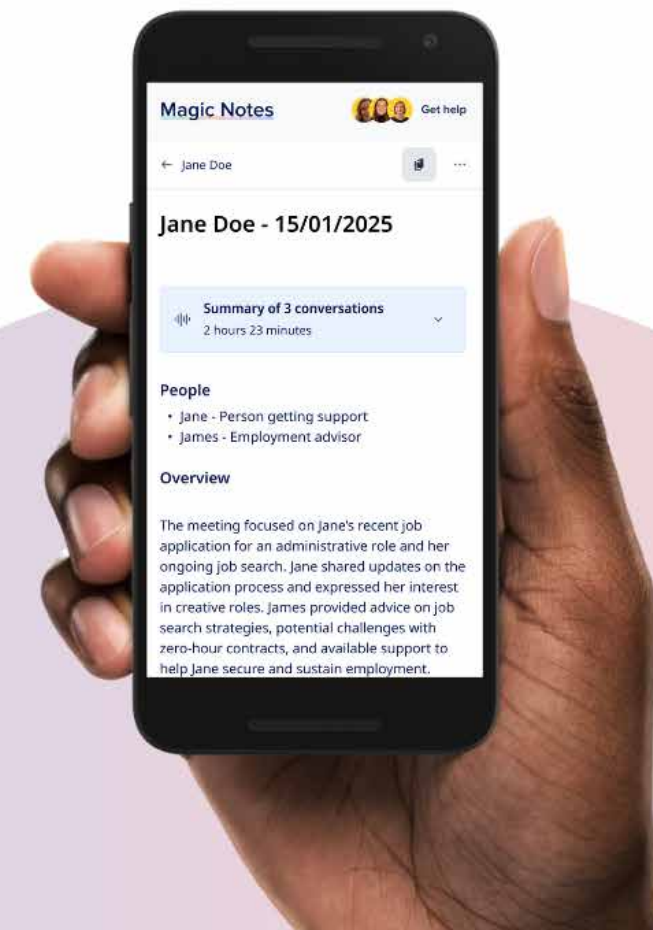 Magic Notes
Get help
← Jane Doe
...
Jane Doe - 15/01/2025
Summary of 3 conversations
2 hours 23 minutes
People
• Jane - Person getting support
• James - Employment advisor
Overview
The meeting focused on Jane's recent job
application for an administrative role and her
ongoing job search. Jane shared updates on the
application process and expressed her interest
in creative roles. James provided advice on job
search strategies, potential challenges with
zero-hour contracts, and available support to
help Jane secure and sustain employment.